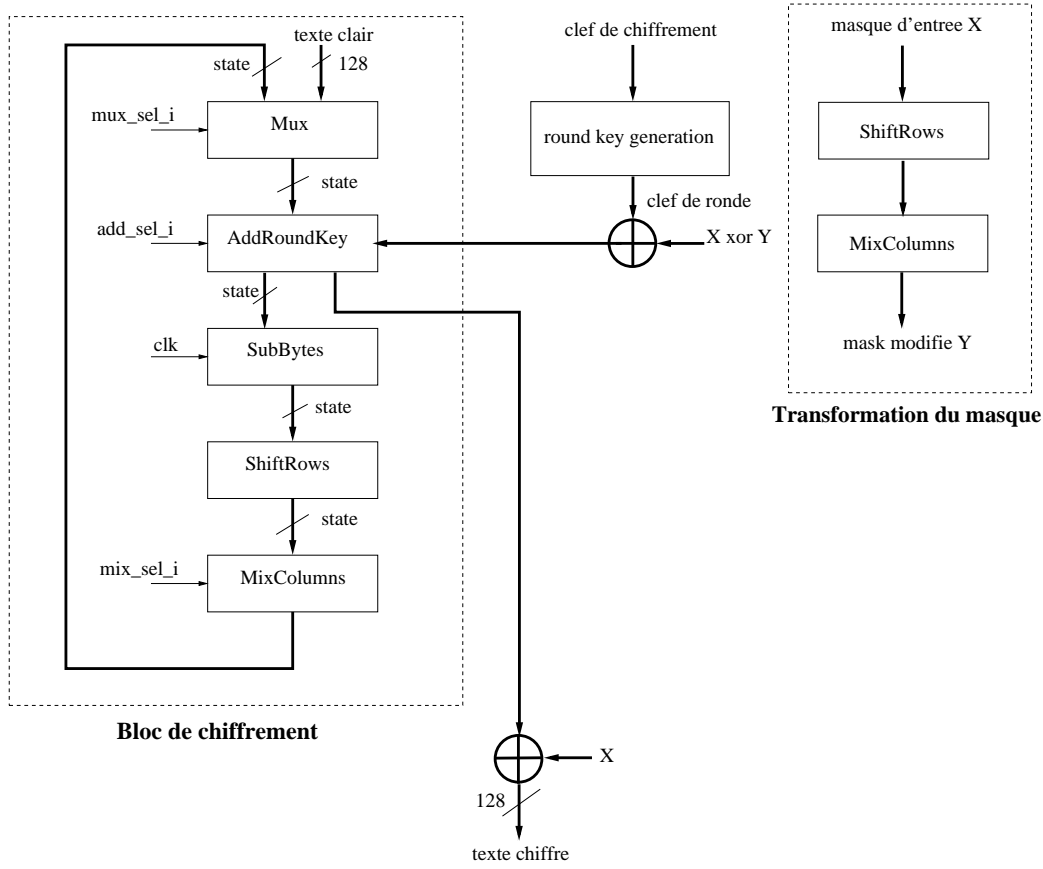 texte clair
state
128
mux_sel_i
Mux
state
add_sel_i
AddRoundKey
state
clk
SubBytes
state
ShiftRows
state
mix_sel_i
MixColumns
Bloc de chiffrement
clef de chiffrement
round key generation
clef de ronde
X xor Y
X
128
texte chiffre
masque d'entree X
ShiftRows
MixColumns
mask modifie Y
Transformation du masque